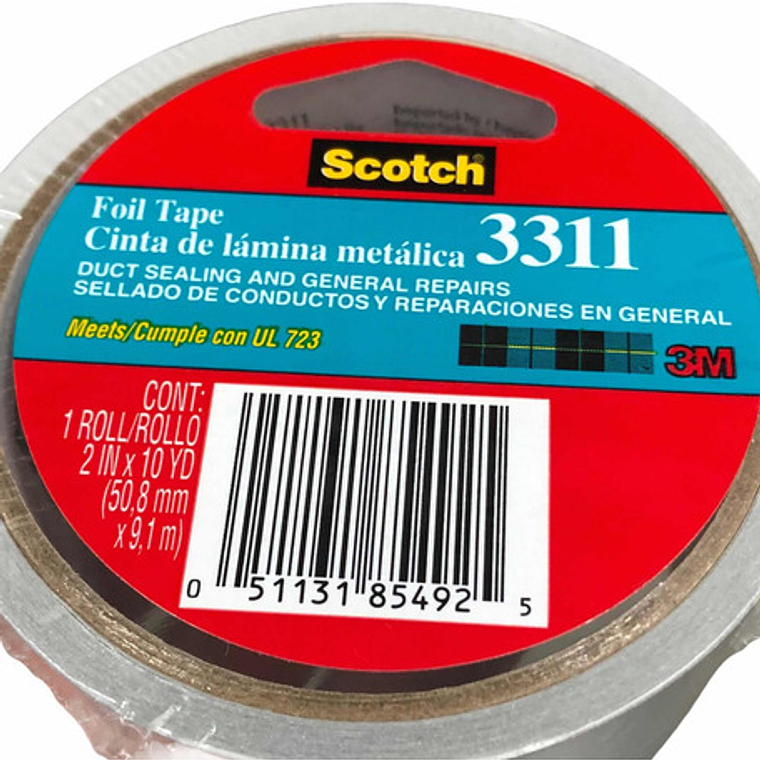 3311
Scotch
Foil Tape
Cinta de lámina metálica 3311
DUCT SEALING AND GENERAL REPAIRS
SELLADO DE CONDUCTOS Y REPARACIONES EN GENERAL
Meets/Cumple con UL 723
3M
CONT:
1 ROLL/ROLLO
2 IN x 10 YD
(50,8 mm
x 9,1 m)
0 51131 85492 5